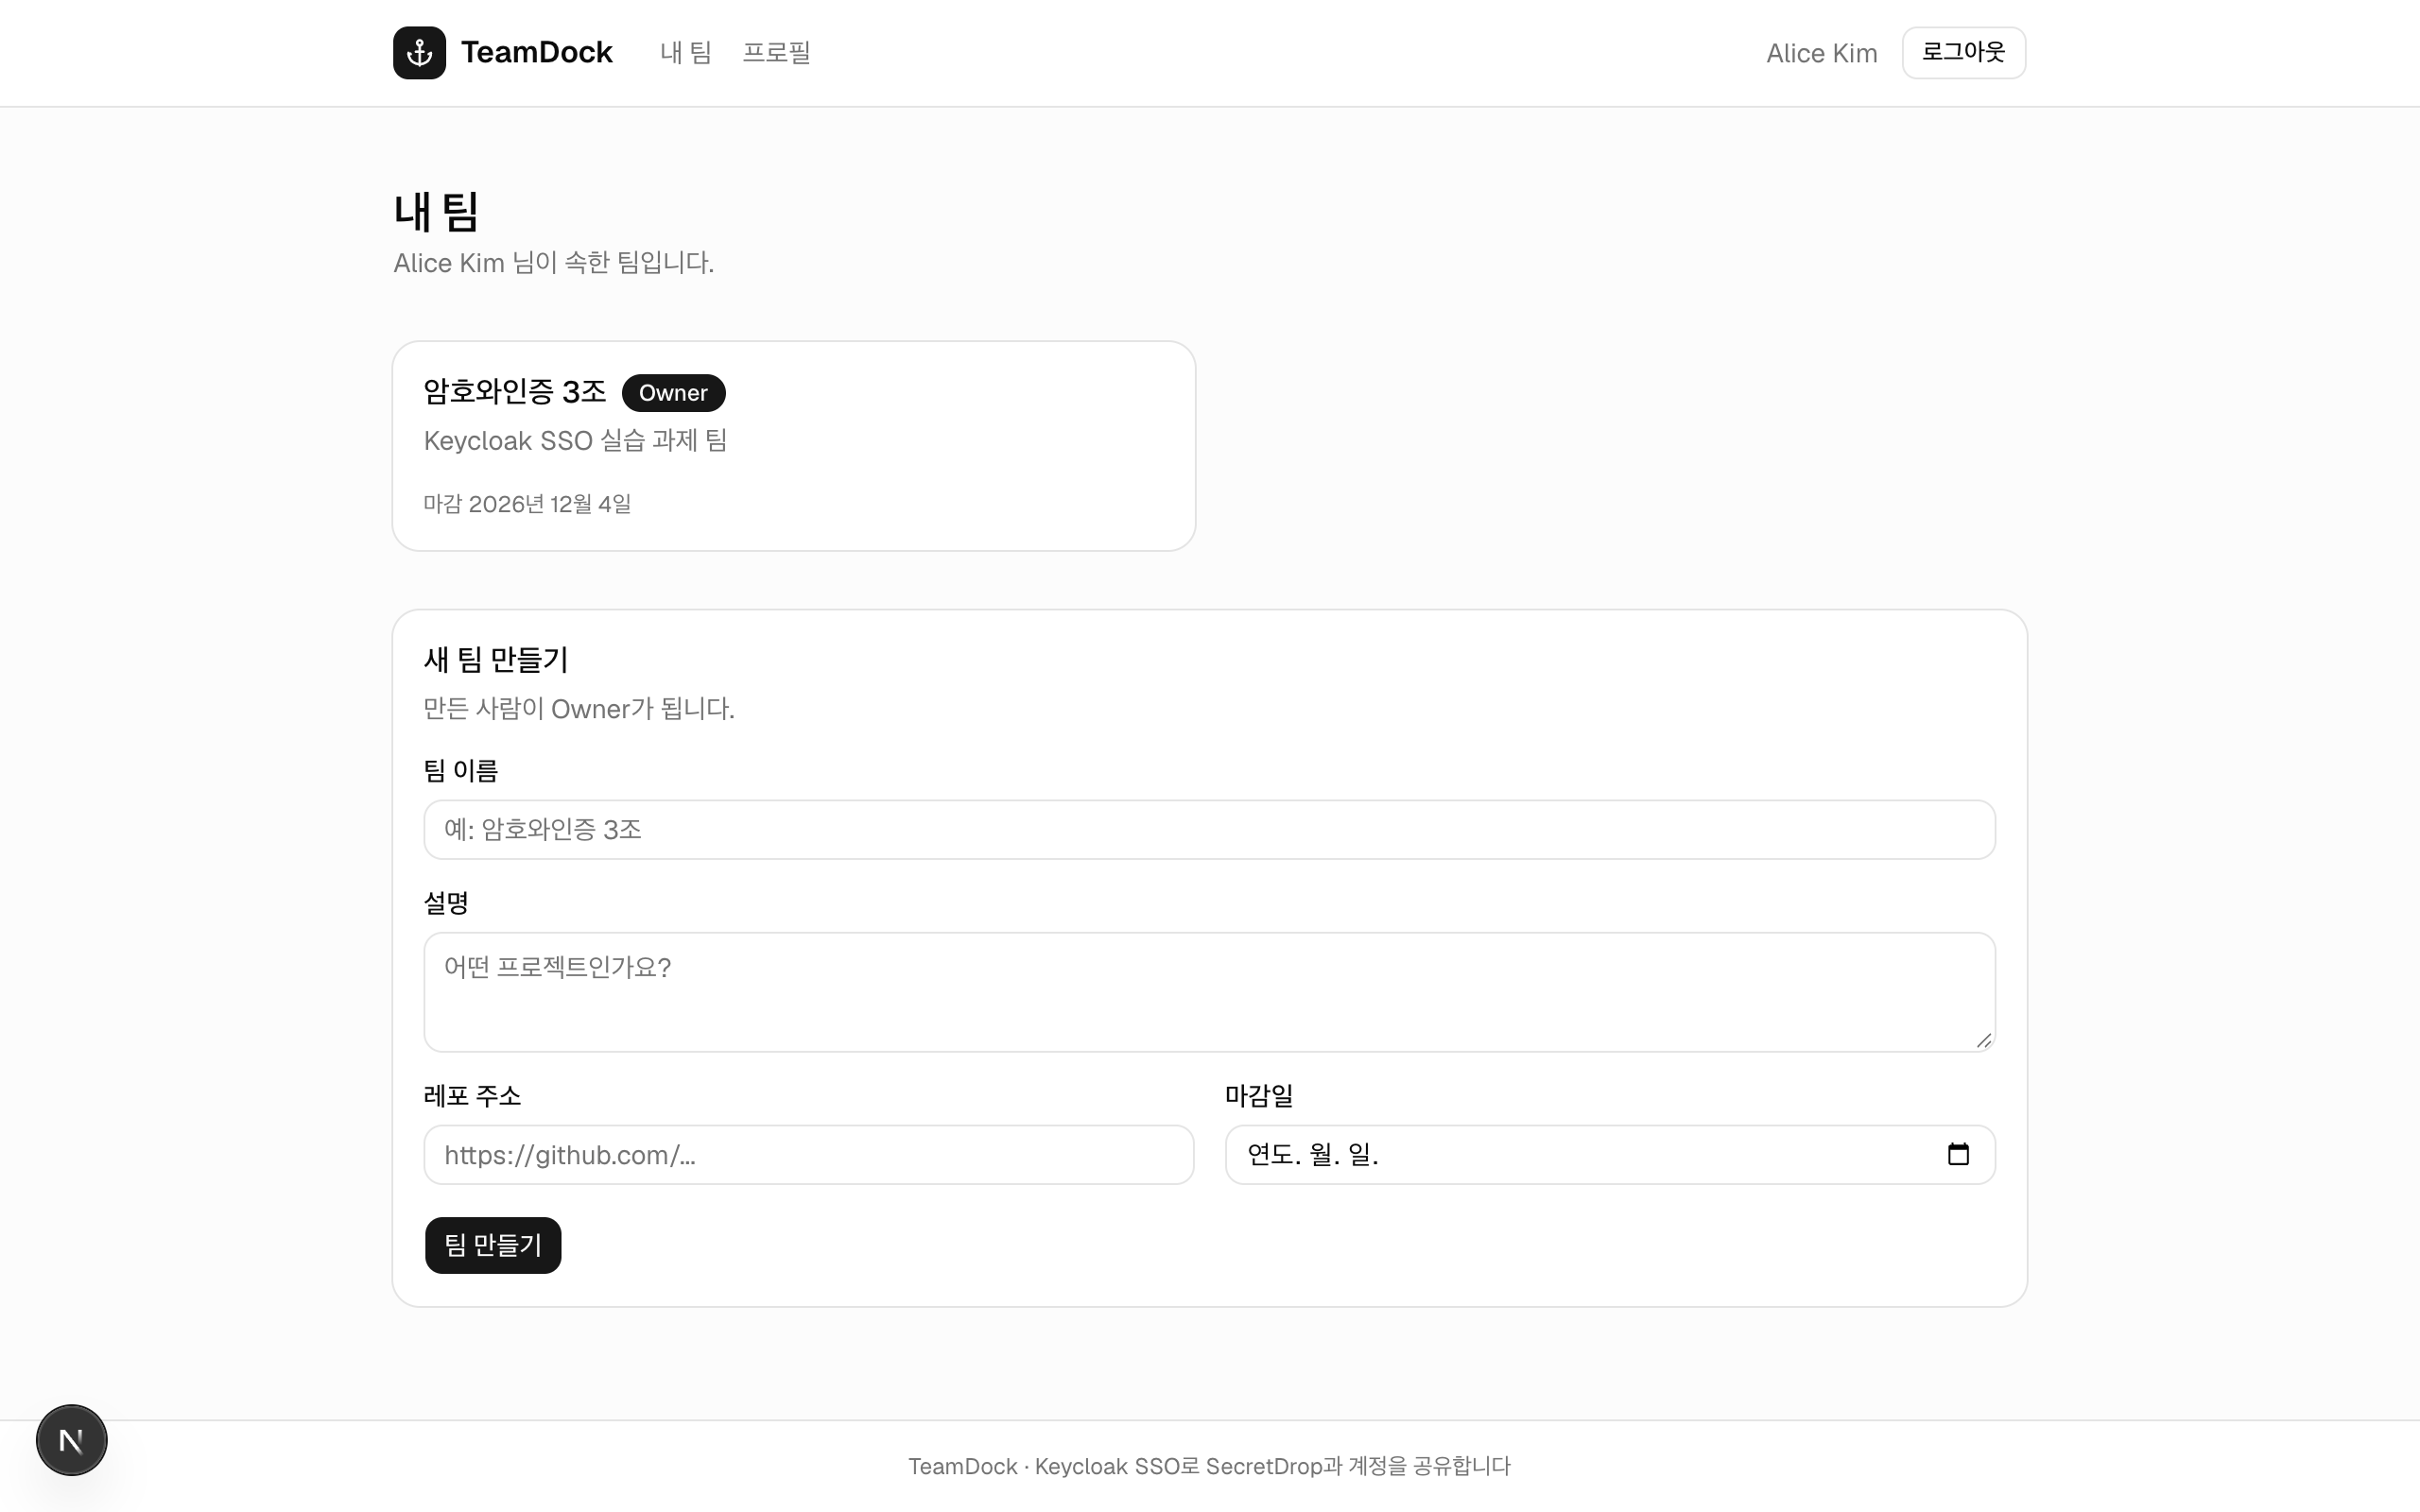 TeamDock 내 팀 프로필 Alice Kim 로그아웃
내 팀
Alice Kim 님이 속한 팀입니다.
암호와인증 3조 Owner
Keycloak SSO 실습 과제 팀
마감 2026년 12월 4일
새 팀 만들기
만든 사람이 Owner가 됩니다.
팀 이름
예: 암호와인증 3조
설명
어떤 프로젝트인가요?
레포 주소 마감일
https://github.com/... 연도. 월. 일.
팀 만들기
N
TeamDock · Keycloak SSO로 SecretDrop과 계정을 공유합니다